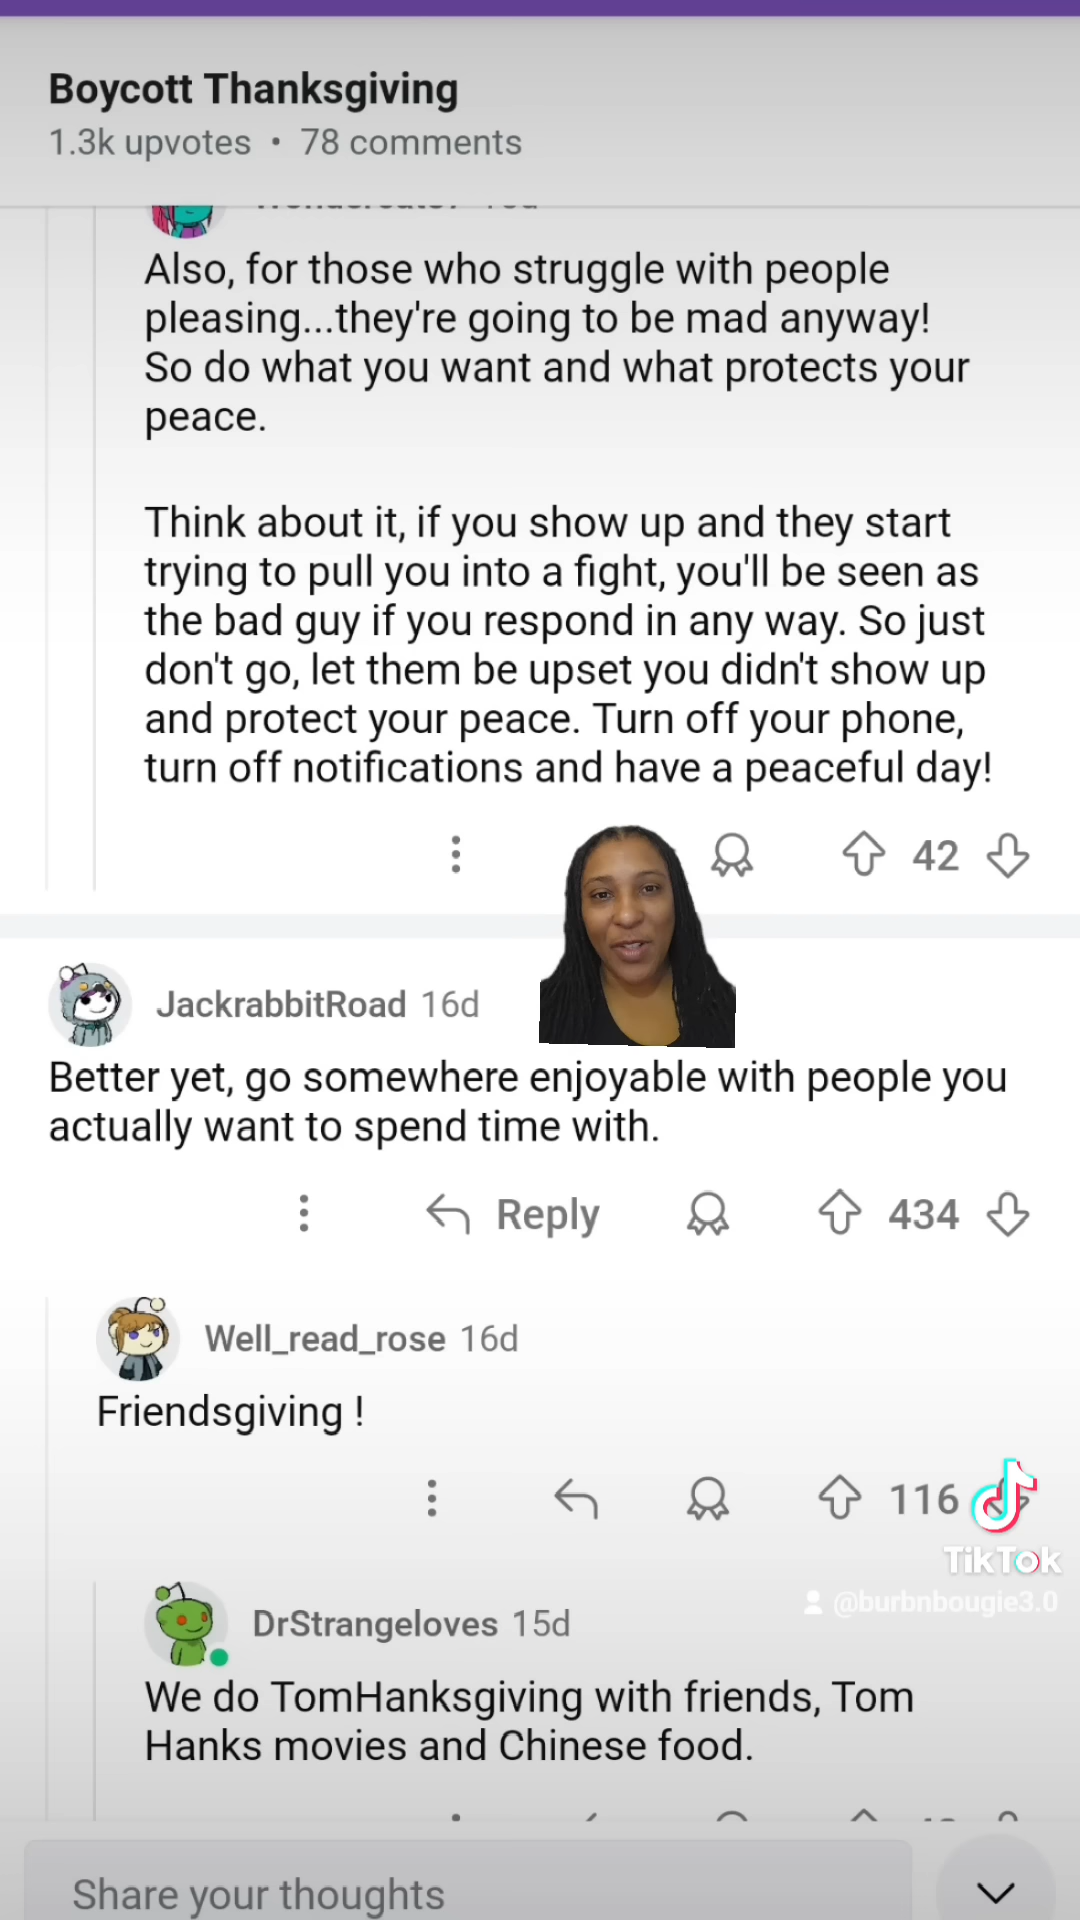 Boycott Thanksgiving
1.3k upvotes • 78 comments
Also, for those who struggle with people
pleasing...they're going to be mad anyway!
So do what you want and what protects your
peace.
Think about it, if you show up and they start
trying to pull you into a fight, you'll be seen as
the bad guy if you respond in any way. So just
don't go, let them be upset you didn't show up
and protect your peace. Turn off your phone,
turn off notifications and have a peaceful day!
42
JackrabbitRoad 16d
Better yet, go somewhere enjoyable with people you
actually want to spend time with.
Reply 434
Well_read_rose 16d
Friendsgiving !
116
TikTok
@burbnbougie3.0
DrStrangeloves 15d
We do TomHanksgiving with friends, Tom
Hanks movies and Chinese food.
Share your thoughts